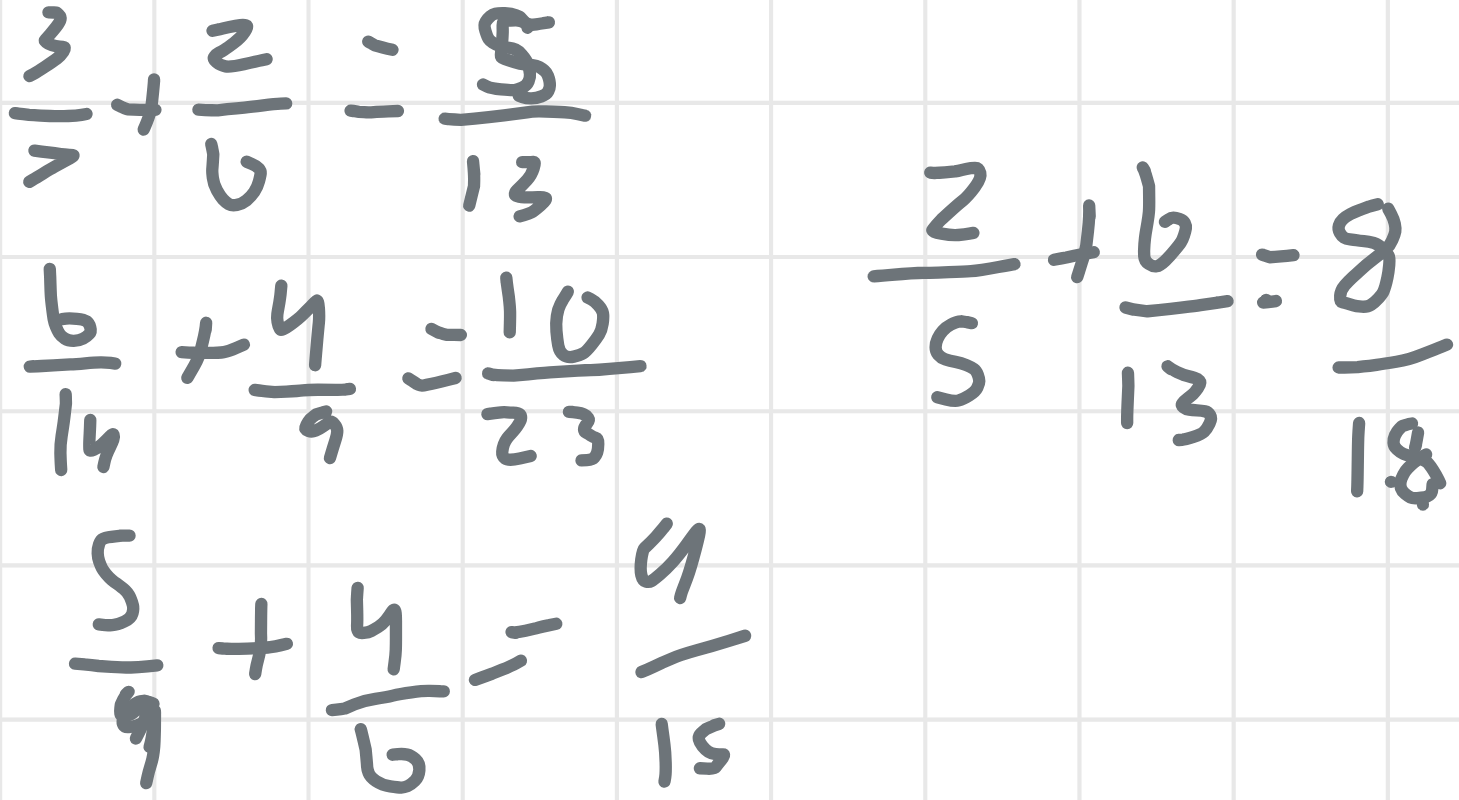 3/7 + 2/6 = 5/13
6/14 + 4/9 = 10/23
5/9 + 4/6 = 9/15
2/5 + 6/13 = 8/18